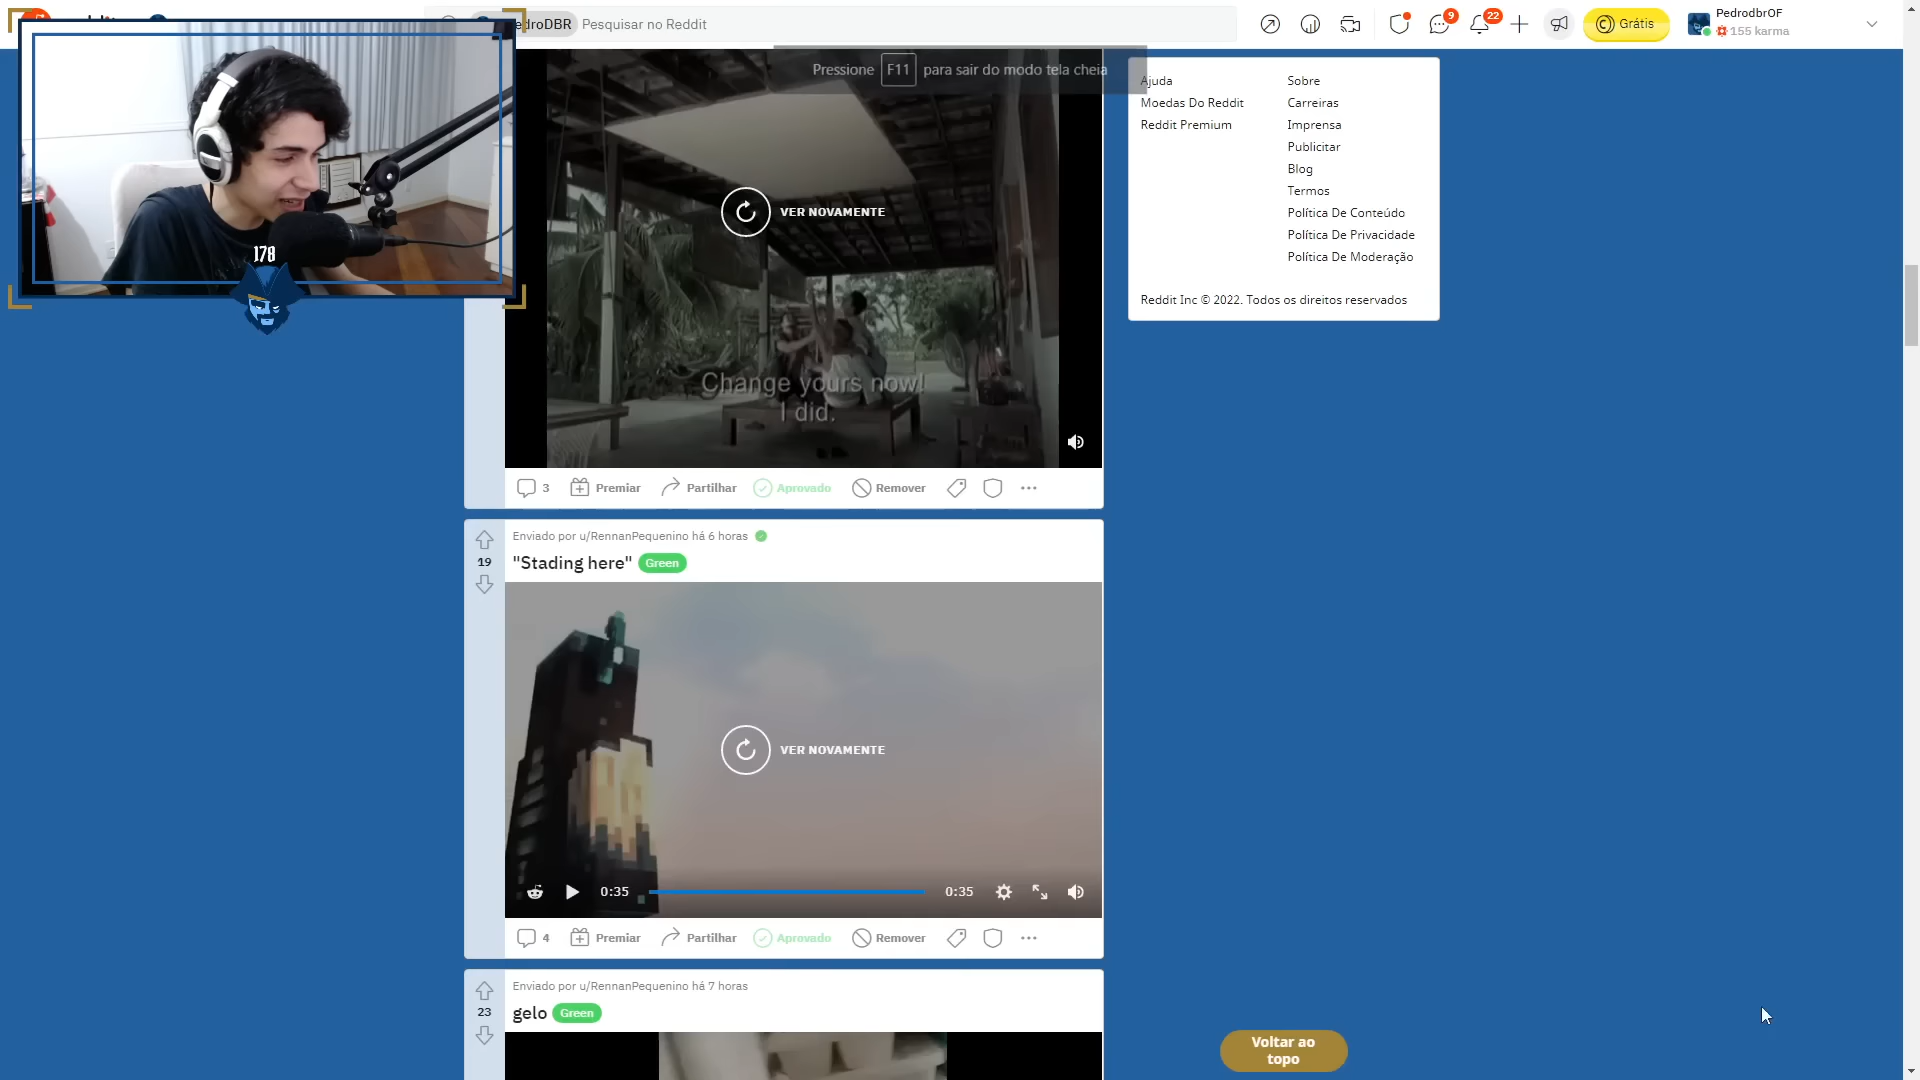 edroDBR
Pesquisar no Reddit
9
22
Grátis
PedrodbrOF
155 karma
Pressione F11 para sair do modo tela cheia
178
VER NOVAMENTE
Change yours now!
I did.
Ajuda
Moedas Do Reddit
Reddit Premium
Sobre
Carreiras
Imprensa
Publicitar
Blog
Termos
Política De Conteúdo
Política De Privacidade
Política De Moderação
Reddit Inc © 2022. Todos os direitos reservados
3 Premiar Partilhar Aprovado Remover
Enviado por u/RennanPequenino há 6 horas
19
"Stading here" Green
VER NOVAMENTE
0:35 0:35
4 Premiar Partilhar Aprovado Remover
Enviado por u/RennanPequenino há 7 horas
23
gelo Green
Voltar ao
topo